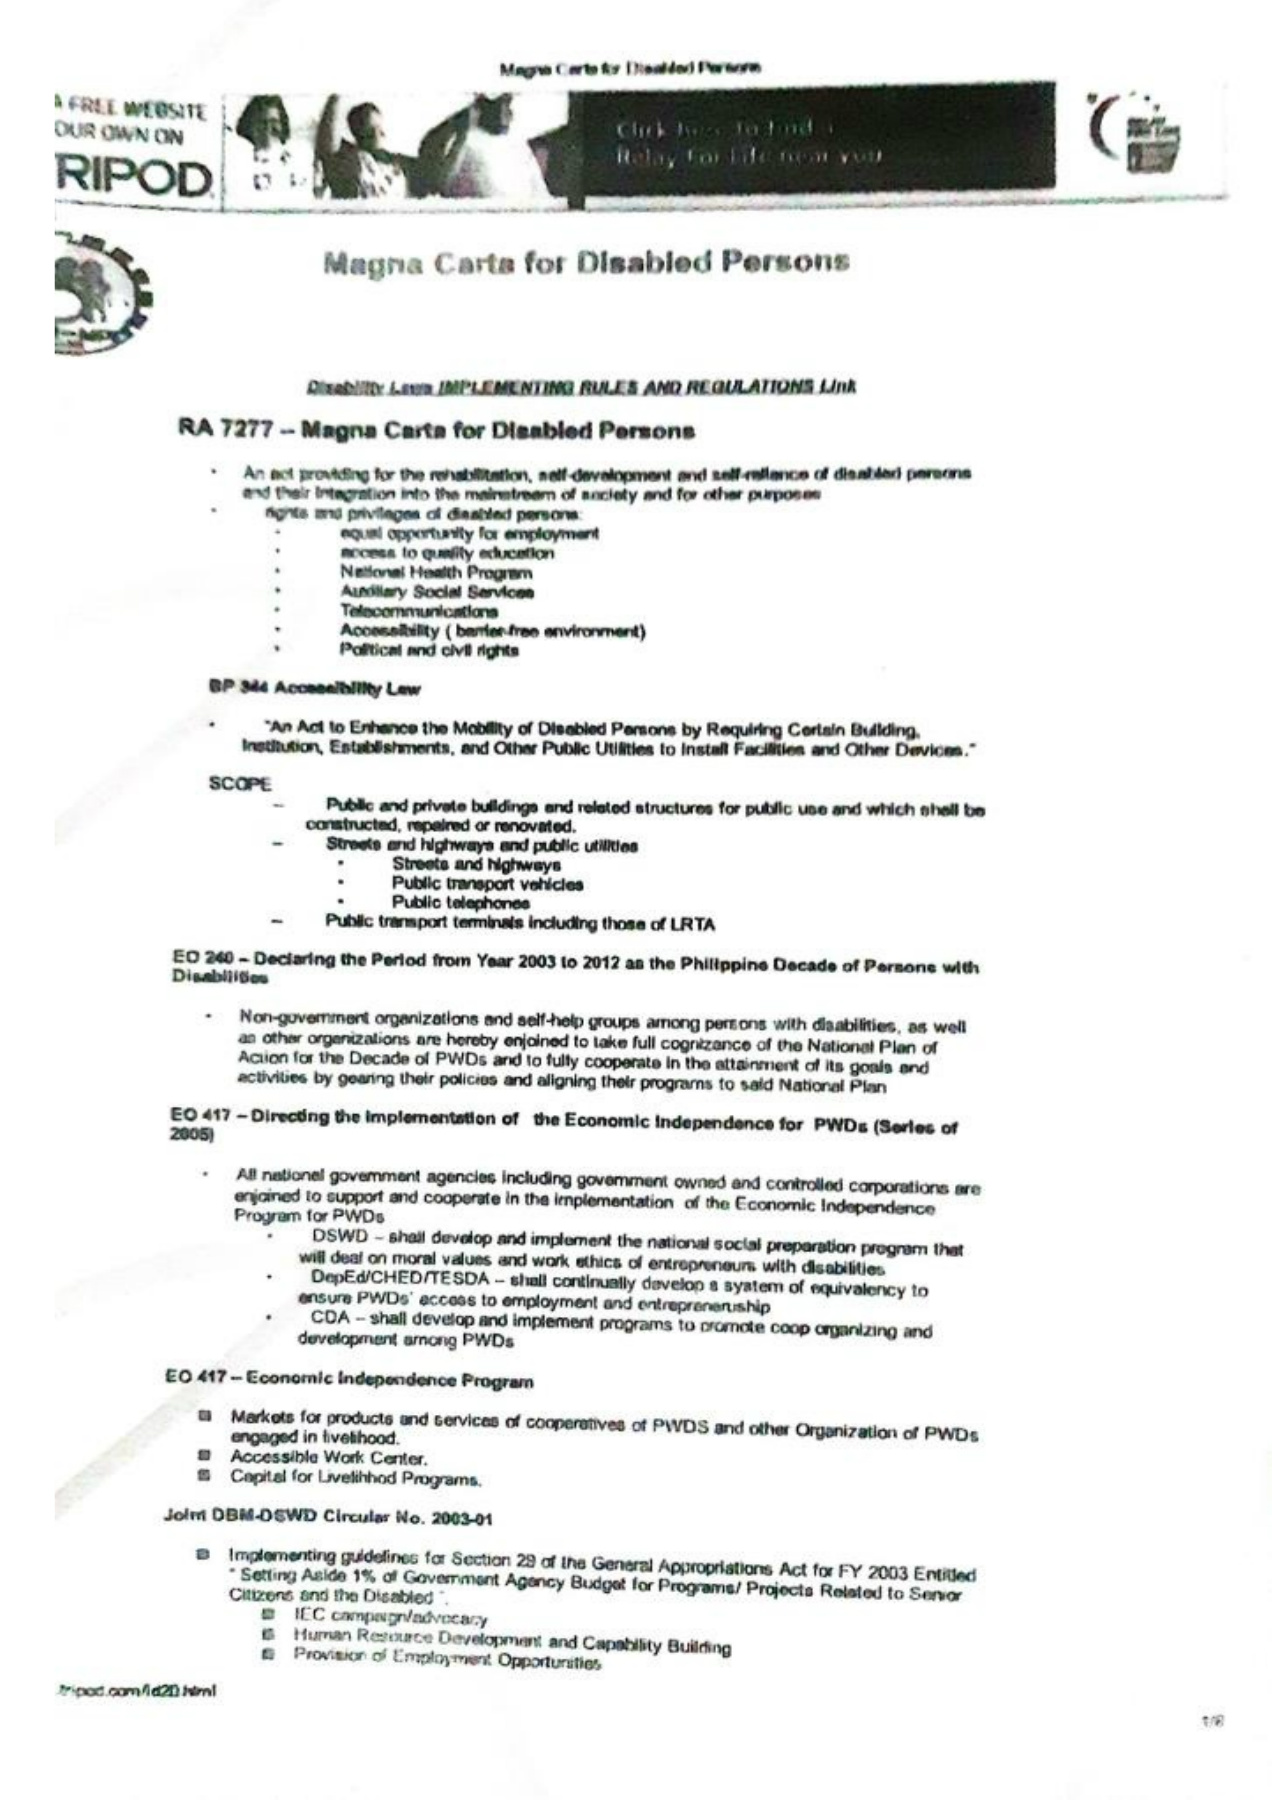 Magna Carta for Disabled Persons
A FREE WEBSITE
OUR OWN ON
RIPOD
Click here to find a
Relay For Life near you
Magna Carta for Disabled Persons
Disability Laws IMPLEMENTING RULES AND REGULATIONS Link
RA 7277 – Magna Carta for Disabled Persons
• An act providing for the rehabilitation, self-development and self-reliance of disabled persons
and their integration into the mainstream of society and for other purposes
• rights and privileges of disabled persons:
• equal opportunity for employment
• access to quality education
• National Health Program
• Auxiliary Social Services
• Telecommunications
• Accessibility ( barrier-free environment)
• Political and civil rights
BP 344 Accessibility Law
• "An Act to Enhance the Mobility of Disabled Persons by Requiring Certain Building,
Institution, Establishments, and Other Public Utilities to Install Facilities and Other Devices."
SCOPE
– Public and private buildings and related structures for public use and which shall be
constructed, repaired or renovated.
– Streets and highways and public utilities
• Streets and highways
• Public transport vehicles
• Public telephones
– Public transport terminals including those of LRTA
EO 240 – Declaring the Period from Year 2003 to 2012 as the Philippine Decade of Persons with
Disabilities
• Non-government organizations and self-help groups among persons with disabilities, as well
as other organizations are hereby enjoined to take full cognizance of the National Plan of
Action for the Decade of PWDs and to fully cooperate in the attainment of its goals and
activities by gearing their policies and aligning their programs to said National Plan
EO 417 – Directing the Implementation of the Economic Independence for PWDs (Series of
2005)
• All national government agencies including government owned and controlled corporations are
enjoined to support and cooperate in the implementation of the Economic Independence
Program for PWDs
• DSWD – shall develop and implement the national social preparation program that
will deal on moral values and work ethics of entrepreneurs with disabilities
• DepEd/CHED/TESDA – shall continually develop a system of equivalency to
ensure PWDs' access to employment and entrepreneruship
• CDA – shall develop and implement programs to promote coop organizing and
development among PWDs
EO 417 – Economic Independence Program
Markets for products and services of cooperatives of PWDS and other Organization of PWDs
engaged in livelihood.
Accessible Work Center.
Capital for Livelihhod Programs.
Joint DBM-DSWD Circular No. 2003-01
Implementing guidelines for Section 29 of the General Appropriations Act for FY 2003 Entitled
" Setting Aside 1% of Government Agency Budget for Programs/ Projects Related to Senior
Citizens and the Disabled ".
IEC campaign/advocacy
Human Resource Development and Capability Building
Provision of Employment Opportunities
.tripod.com/id20.html